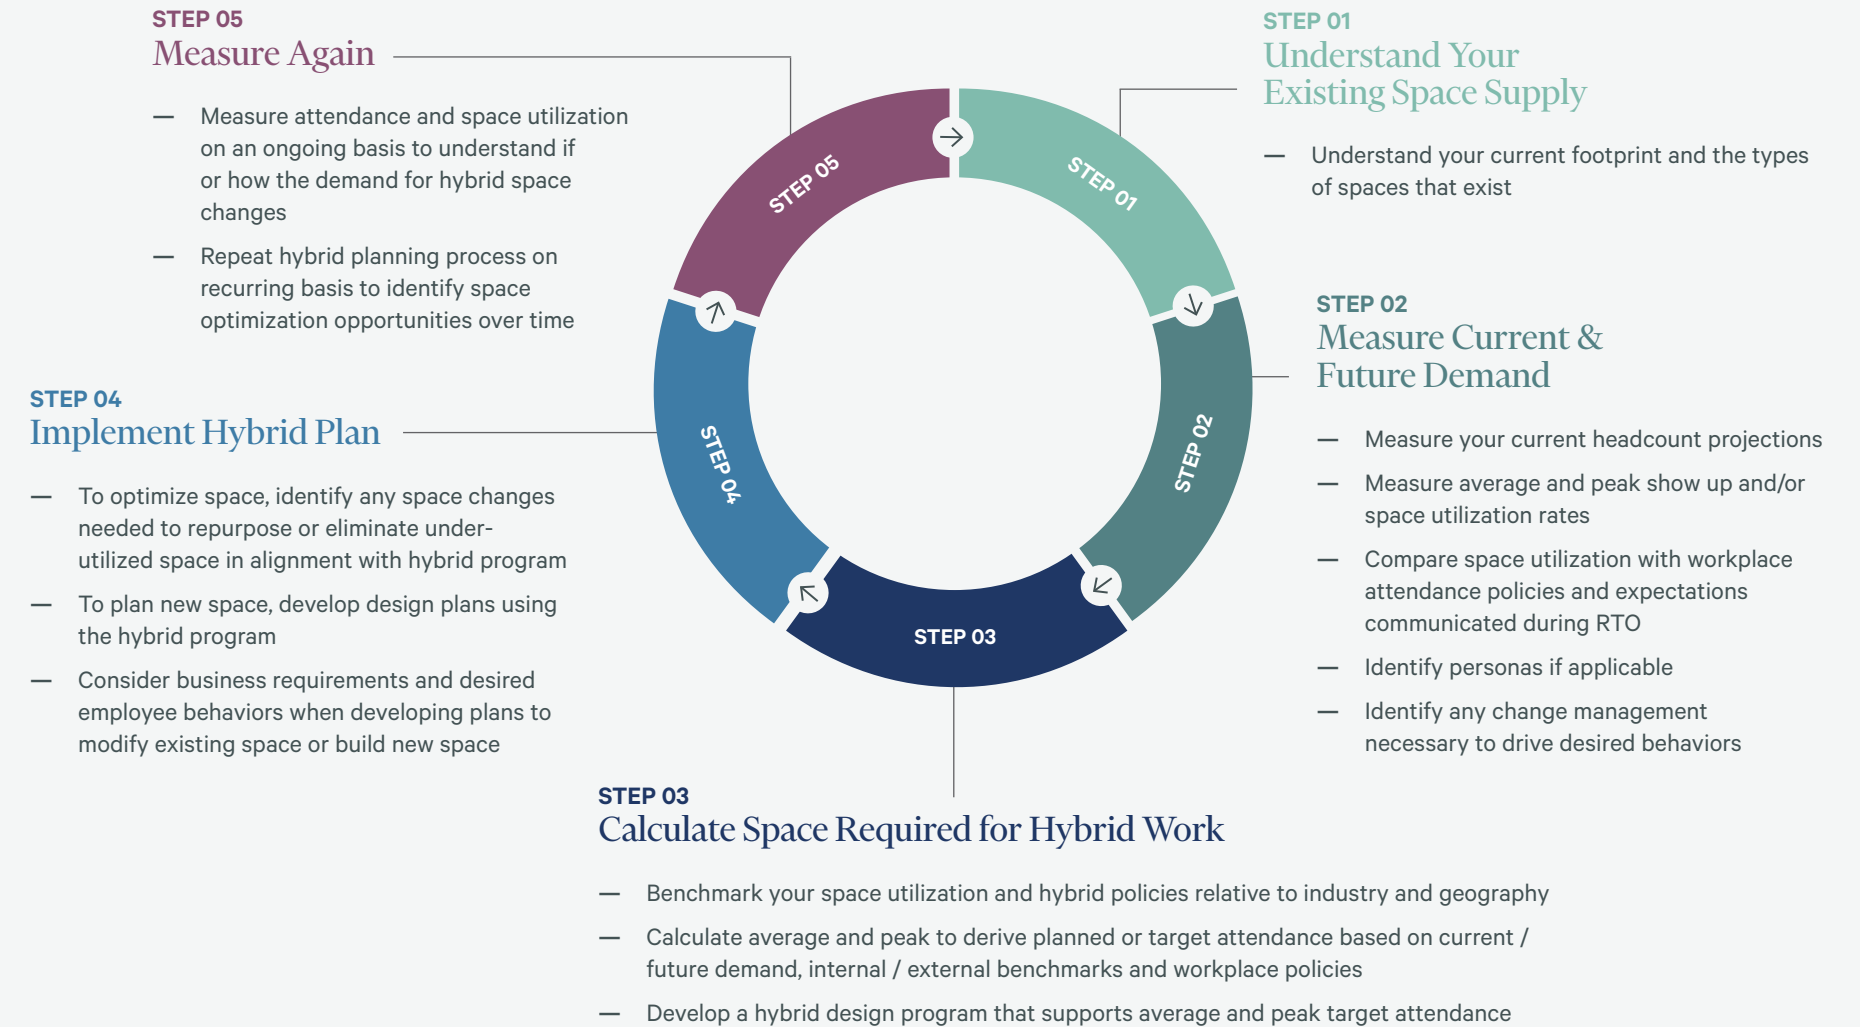 STEP 05
Measure Again
— Measure attendance and space utilization
on an ongoing basis to understand if
or how the demand for hybrid space
changes
— Repeat hybrid planning process on
recurring basis to identify space
optimization opportunities over time
STEP 01
Understand Your
Existing Space Supply
— Understand your current footprint and the types
of spaces that exist
STEP 02
Measure Current &
Future Demand
— Measure your current headcount projections
— Measure average and peak show up and/or
space utilization rates
— Compare space utilization with workplace
attendance policies and expectations
communicated during RTO
— Identify personas if applicable
— Identify any change management
necessary to drive desired behaviors
STEP 04
Implement Hybrid Plan
— To optimize space, identify any space changes
needed to repurpose or eliminate under-
utilized space in alignment with hybrid program
— To plan new space, develop design plans using
the hybrid program
— Consider business requirements and desired
employee behaviors when developing plans to
modify existing space or build new space
STEP 05
STEP 01
STEP 02
STEP 03
STEP 04
STEP 03
Calculate Space Required for Hybrid Work
— Benchmark your space utilization and hybrid policies relative to industry and geography
— Calculate average and peak to derive planned or target attendance based on current /
future demand, internal / external benchmarks and workplace policies
— Develop a hybrid design program that supports average and peak target attendance